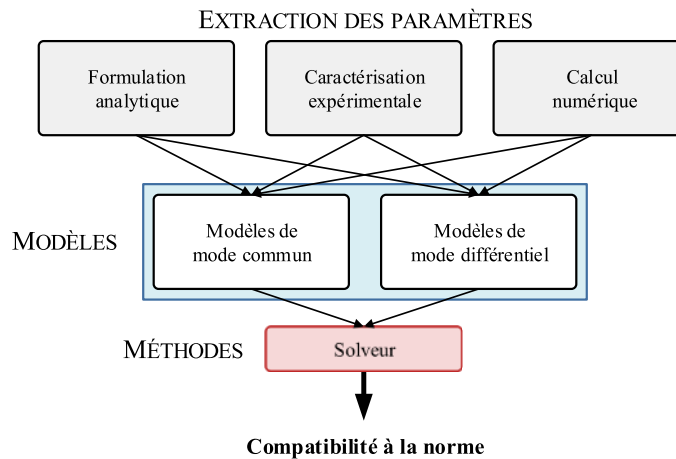 EXTRACTION DES PARAMÈTRES
Formulation
analytique
Caractérisation
expérimentale
Calcul
numérique
MODÈLES
Modèles de
mode commun
Modèles de
mode différentiel
MÉTHODES
Solveur
Compatibilité à la norme